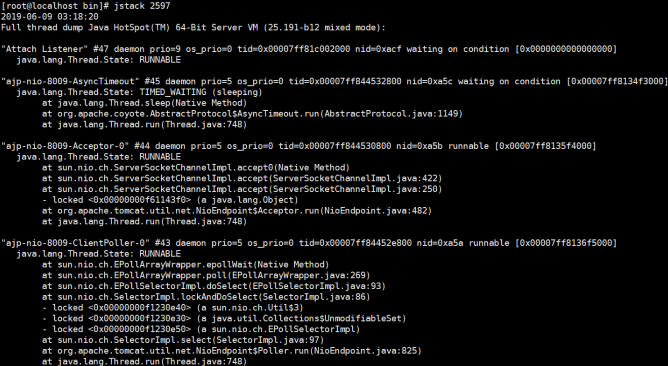 [root@localhost bin]# jstack 2597
2019-06-09 03:18:20
Full thread dump Java HotSpot(TM) 64-Bit Server VM (25.191-b12 mixed mode):
"Attach Listener" #47 daemon prio=9 os_prio=0 tid=0x00007ff81c002000 nid=0xacf waiting on condition [0x0000000000000000]
java.lang.Thread.State: RUNNABLE
"ajp-nio-8009-AsyncTimeout" #45 daemon prio=5 os_prio=0 tid=0x00007ff844532800 nid=0xa5c waiting on condition [0x00007ff8134f3000]
java.lang.Thread.State: TIMED_WAITING (sleeping)
at java.lang.Thread.sleep(Native Method)
at org.apache.coyote.AbstractProtocol$AsyncTimeout.run(AbstractProtocol.java:1149)
at java.lang.Thread.run(Thread.java:748)
"ajp-nio-8009-Acceptor-0" #44 daemon prio=5 os_prio=0 tid=0x00007ff844530800 nid=0xa5b runnable [0x00007ff8135f4000]
java.lang.Thread.State: RUNNABLE
at sun.nio.ch.ServerSocketChannelImpl.accept0(Native Method)
at sun.nio.ch.ServerSocketChannelImpl.accept(ServerSocketChannelImpl.java:422)
at sun.nio.ch.ServerSocketChannelImpl.accept(ServerSocketChannelImpl.java:250)
- locked <0x00000000f61143f0> (a java.lang.Object)
at org.apache.tomcat.util.net.NioEndpoint$Acceptor.run(NioEndpoint.java:482)
at java.lang.Thread.run(Thread.java:748)
"ajp-nio-8009-ClientPoller-0" #43 daemon prio=5 os_prio=0 tid=0x00007ff84452e800 nid=0xa5a runnable [0x00007ff8136f5000]
java.lang.Thread.State: RUNNABLE
at sun.nio.ch.EPollArrayWrapper.epollWait(Native Method)
at sun.nio.ch.EPollArrayWrapper.poll(EPollArrayWrapper.java:269)
at sun.nio.ch.EPollSelectorImpl.doSelect(EPollSelectorImpl.java:93)
at sun.nio.ch.SelectorImpl.lockAndDoSelect(SelectorImpl.java:86)
- locked <0x00000000f1230e40> (a sun.nio.ch.Util$3)
- locked <0x00000000f1230e30> (a java.util.Collections$UnmodifiableSet)
- locked <0x00000000f1230e50> (a sun.nio.ch.EPollSelectorImpl)
at sun.nio.ch.SelectorImpl.select(SelectorImpl.java:97)
at org.apache.tomcat.util.net.NioEndpoint$Poller.run(NioEndpoint.java:825)
at java.lang.Thread.run(Thread.java:748)